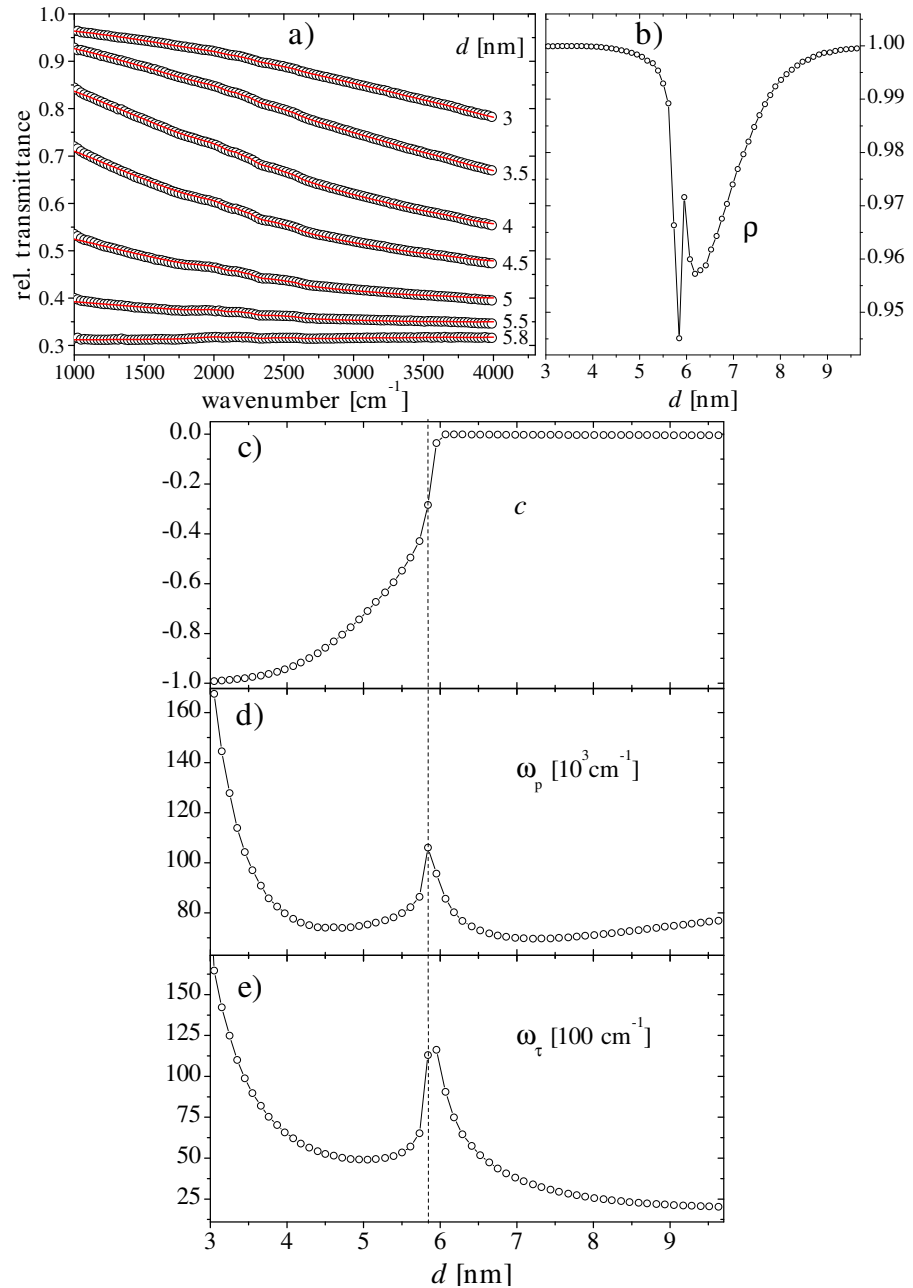 a)
d [nm]
rel. transmittance
1.0
0.9
0.8
0.7
0.6
0.5
0.4
0.3
3
3.5
4
4.5
5
5.5
5.8
1000 1500 2000 2500 3000 3500 4000
wavenumber [cm⁻¹]
b)
ρ
1.00
0.99
0.98
0.97
0.96
0.95
3 4 5 6 7 8 9
d [nm]
c)
c
0.0
-0.2
-0.4
-0.6
-0.8
-1.0
d)
ωp [10³cm⁻¹]
160
140
120
100
80
e)
ωτ [100 cm⁻¹]
150
125
100
75
50
25
3 4 5 6 7 8 9
d [nm]